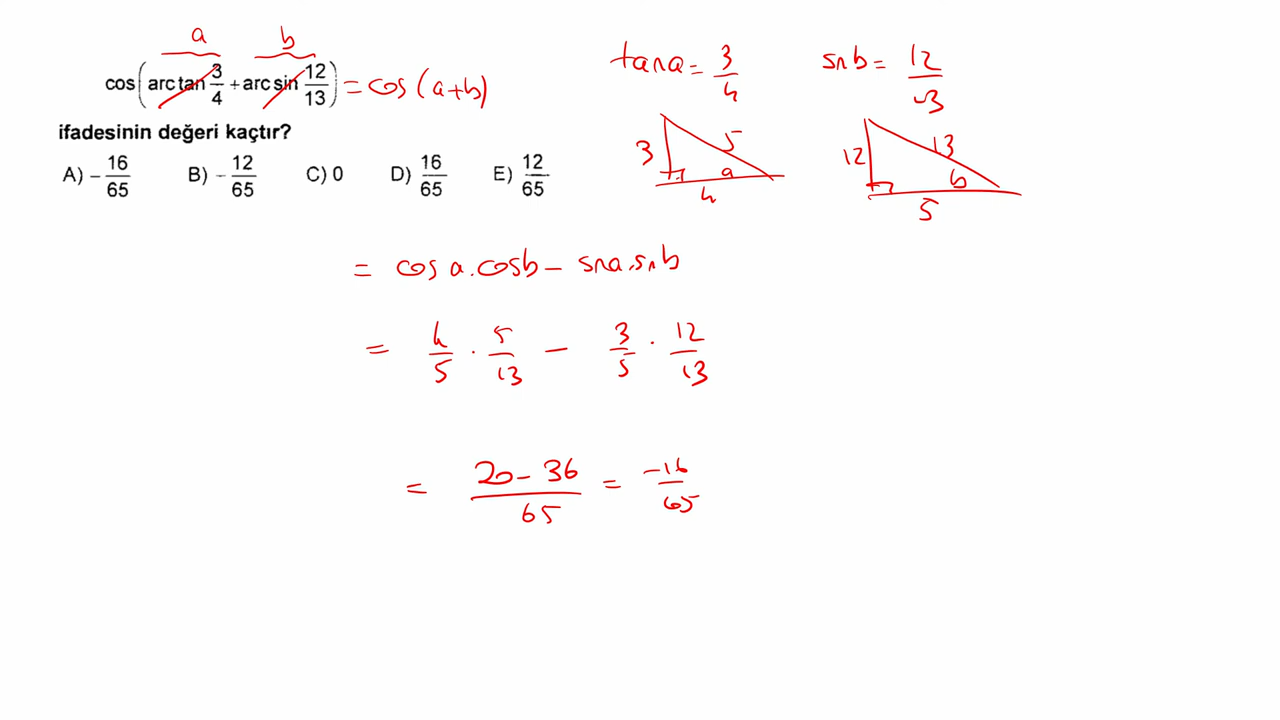 a b
cos(arctan 3/4 + arcsin 12/13) = cos (a+b)
ifadesinin değeri kaçtır?
A) -16/65 B) -12/65 C) 0 D) 16/65 E) 12/65
tan a = 3/4 sin b = 12/13
3 5 a 4
12 13 b 5
= cos a . cosb - sina.sinb
= 4/5 . 5/13 - 3/5 . 12/13
= 20-36/65 = -16/65